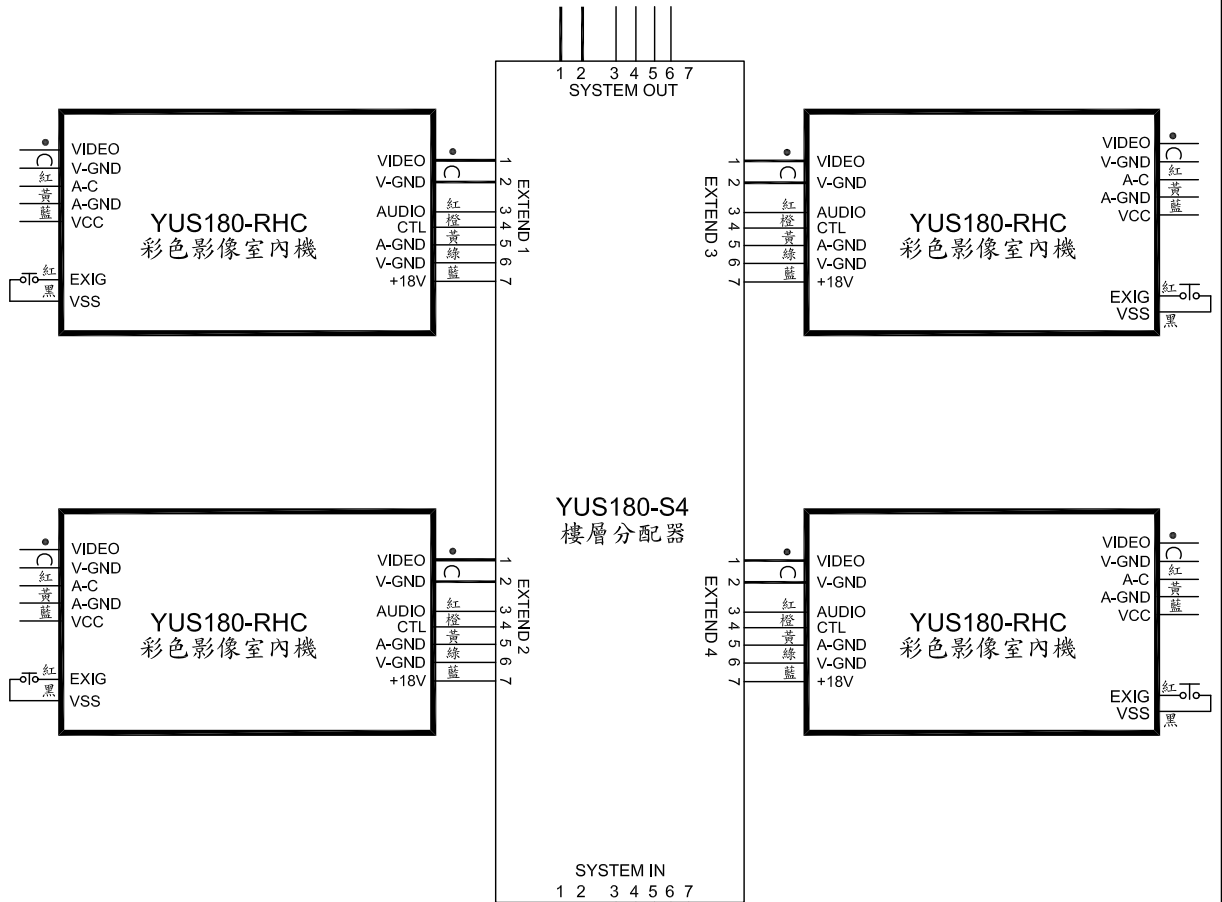 1 2 3 4 5 6 7
SYSTEM OUT
VIDEO
V-GND
紅 A-C
黃 A-GND
藍 VCC
紅 EXIG
黑 VSS
YUS180-RHC
彩色影像室內機
VIDEO 1
V-GND 2
AUDIO 紅 3
CTL 橙 4
A-GND 黃 5
V-GND 綠 6
+18V 藍 7
EXTEND 1
EXTEND 3
1 VIDEO
2 V-GND
3 紅 AUDIO
4 橙 CTL
5 黃 A-GND
6 綠 V-GND
7 藍 +18V
YUS180-RHC
彩色影像室內機
VIDEO
V-GND
A-C 紅
A-GND 黃
VCC 藍
EXIG 紅
VSS 黑
YUS180-S4
樓層分配器
VIDEO
V-GND
紅 A-C
黃 A-GND
藍 VCC
紅 EXIG
黑 VSS
YUS180-RHC
彩色影像室內機
VIDEO 1
V-GND 2
AUDIO 紅 3
CTL 橙 4
A-GND 黃 5
V-GND 綠 6
+18V 藍 7
EXTEND 2
EXTEND 4
1 VIDEO
2 V-GND
3 紅 AUDIO
4 橙 CTL
5 黃 A-GND
6 綠 V-GND
7 藍 +18V
YUS180-RHC
彩色影像室內機
VIDEO
V-GND
A-C 紅
A-GND 黃
VCC 藍
EXIG 紅
VSS 黑
SYSTEM IN
1 2 3 4 5 6 7